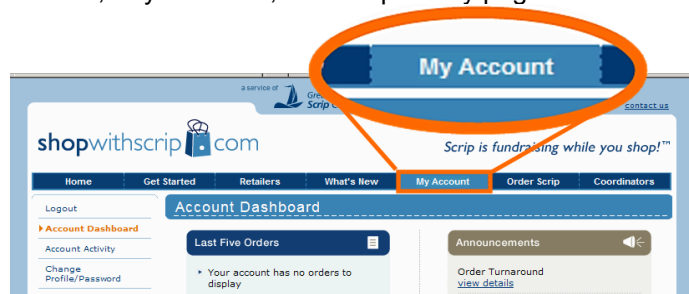 My Account
a service of
Scrip
contact us
shopwithscrip.com
Scrip is fundraising while you shop!™
Home Get Started Retailers What's New My Account Order Scrip Coordinators
Logout
Account Dashboard
Account Dashboard
Account Activity
Change
Profile/Password
Last Five Orders
Your account has no orders to
display
Announcements
Order Turnaround
view details